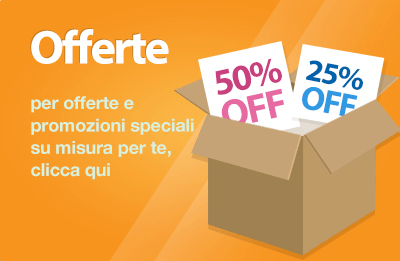 Offerte
per offerte e
promozioni speciali
su misura per te,
clicca qui
50%
OFF
25%
OFF